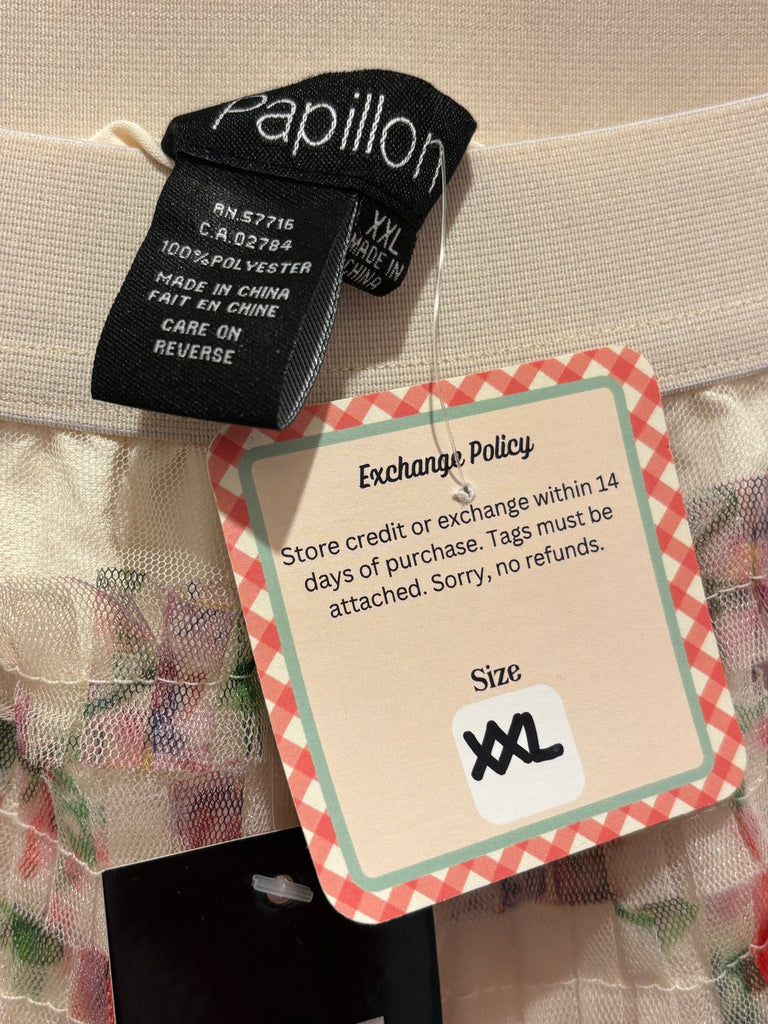 Papillon
RN.57716
C.A.02784
100%POLYESTER
MADE IN CHINA
FAIT EN CHINE
CARE ON
REVERSE
XXL
MADE IN
CHINA
Exchange Policy
Store credit or exchange within 14
days of purchase. Tags must be
attached. Sorry, no refunds.
Size
XXL